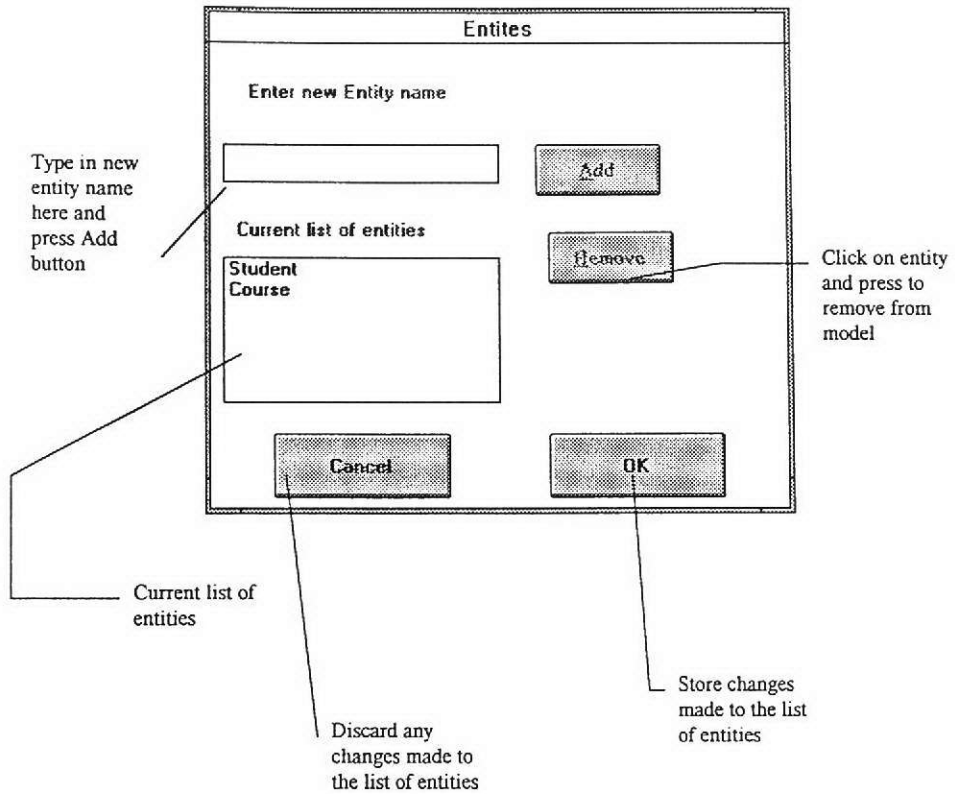 Entites
Enter new Entity name
Type in new
entity name
here and
press Add
button
Add
Current list of entities
Remove
Click on entity
and press to
remove from
model
Student
Course
Cancel
OK
Current list of
entities
Store changes
made to the list
of entities
Discard any
changes made to
the list of entities